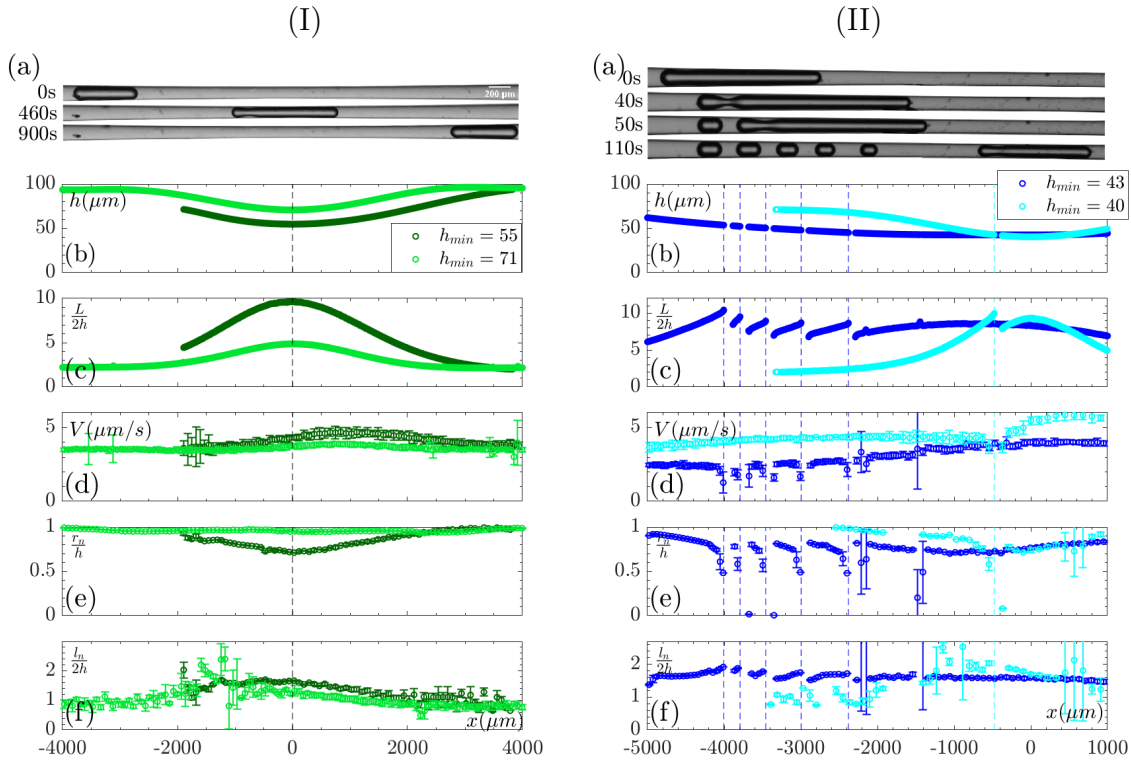 (I)
(a)
0s
460s
900s
200 μm
100
50
0
h(μm)
(b)
h_min = 55
h_min = 71
10
5
0
L/2h
(c)
5
0
V(μm/s)
(d)
1
0.5
0
r_n/h
(e)
2
1
0
l_n/2h
(f)
x(μm)
-4000 -2000 0 2000 4000
(II)
(a)
0s
40s
50s
110s
100
50
0
h(μm)
(b)
h_min = 43
h_min = 40
10
5
0
L/2h
(c)
5
0
V(μm/s)
(d)
1
0.5
0
r_n/h
(e)
2
1
0
l_n/2h
(f)
x(μm)
-5000 -4000 -3000 -2000 -1000 0 1000